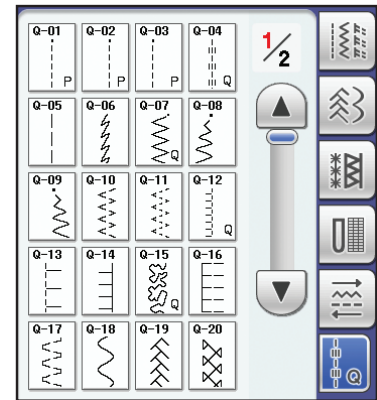 Q-01 Q-02 Q-03 Q-04
P P P Q
1/2
Q-05 Q-06 Q-07 Q-08
Q
Q-09 Q-10 Q-11 Q-12
Q
Q-13 Q-14 Q-15 Q-16
Q
Q-17 Q-18 Q-19 Q-20
Q